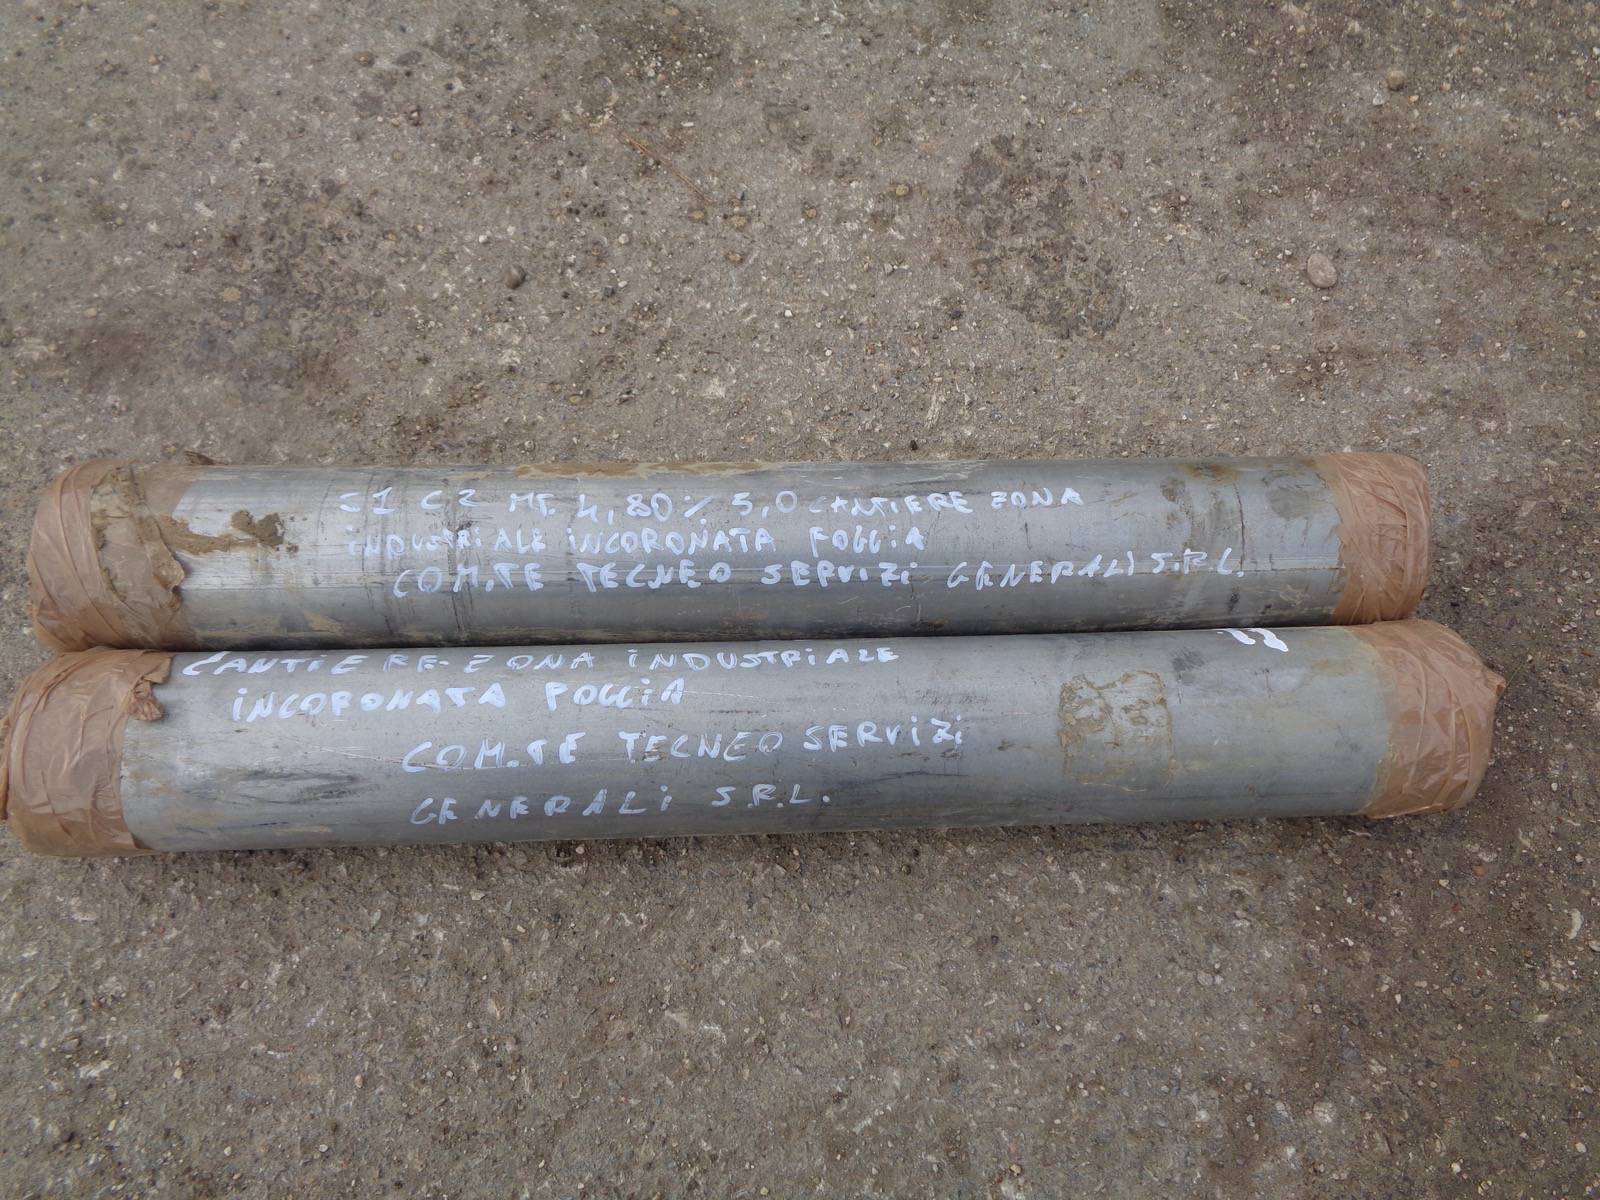 S1 C2 MT. 4,80 % 5,0 CANTIERE ZONA
INDUSTRIALE INCORONATA FOGGIA
COM.TE TECNEO SERVIZI GENERALI S.R.L.
CANTIERE ZONA INDUSTRIALE
INCORONATA FOGGIA
COM.TE TECNEO SERVIZI
GENERALI S.R.L.